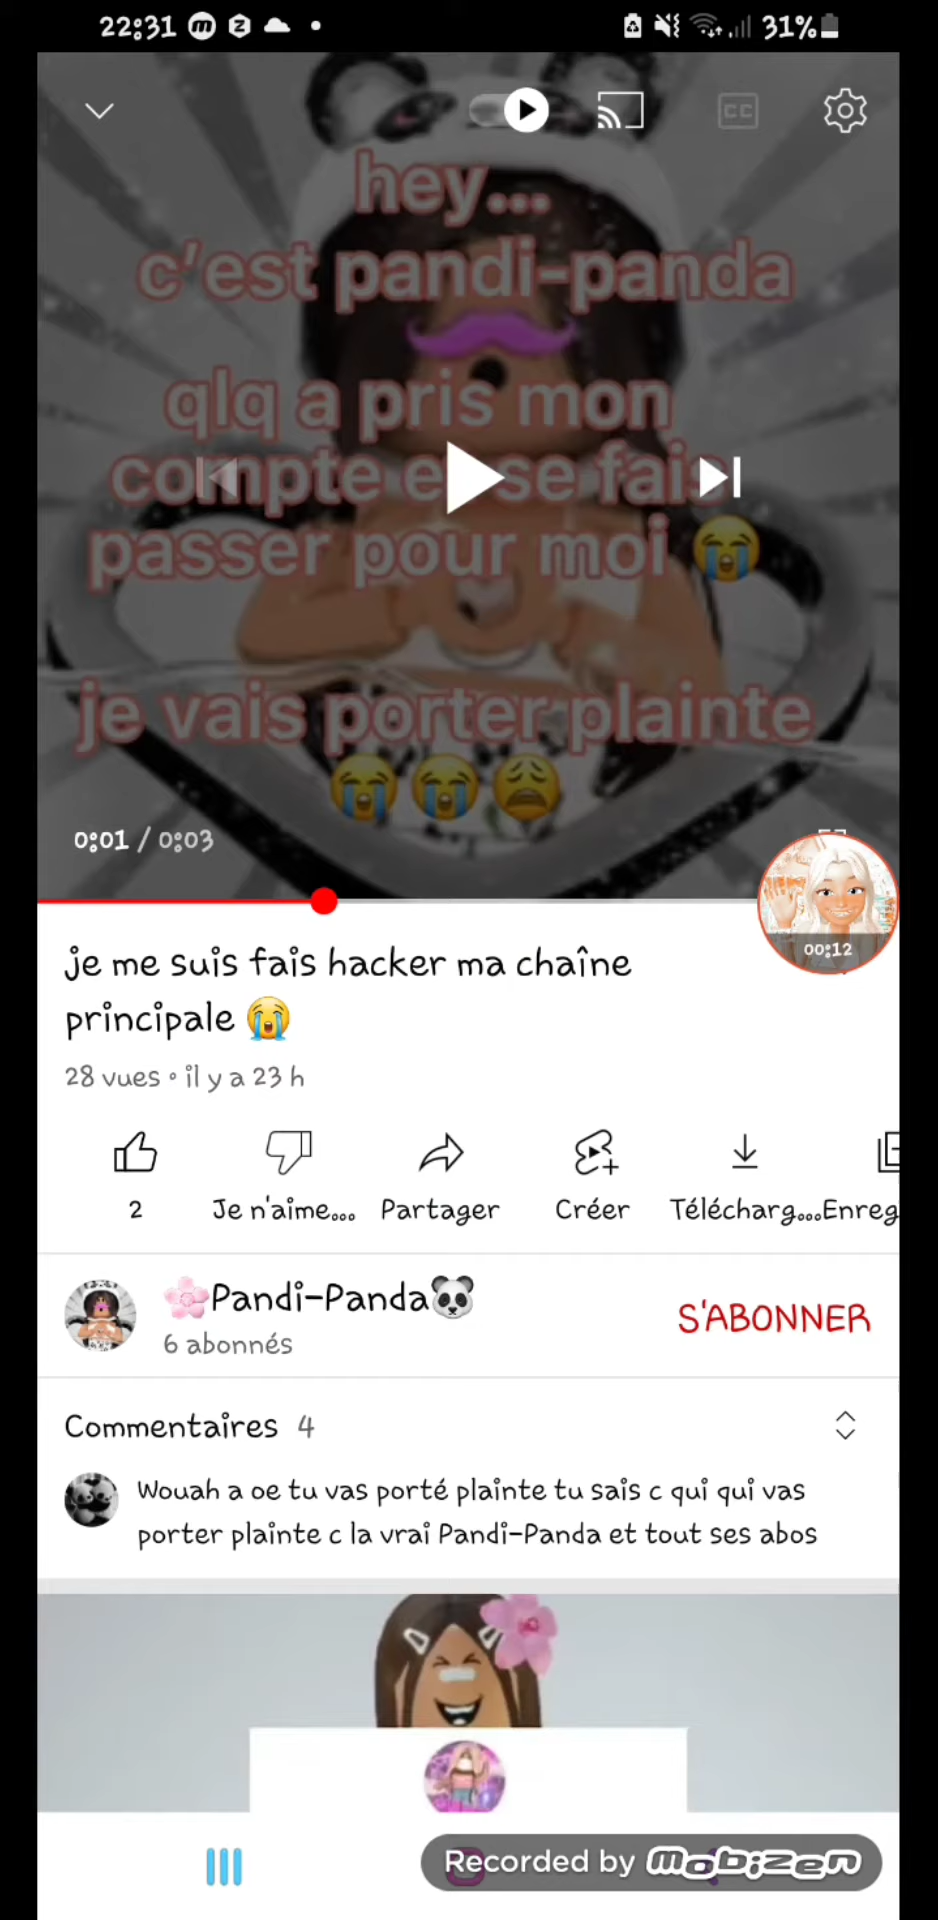 22:31
31%
CC
hey...
c'est pandi-panda
qlq a pris mon
compte et se fais
passer pour moi 😭
je vais porter plainte
😭😭😩
0:01 / 0:03
00:12
je me suis fais hacker ma chaîne
principale 😭
28 vues • il y a 23 h
2 Je n'aime... Partager Créer Télécharg... Enreg
🌸Pandi-Panda🐼
6 abonnés
S'ABONNER
Commentaires 4
Wouah a oe tu vas porté plainte tu sais c qui qui vas
porter plainte c la vrai Pandi-Panda et tout ses abos
Recorded by mobizen